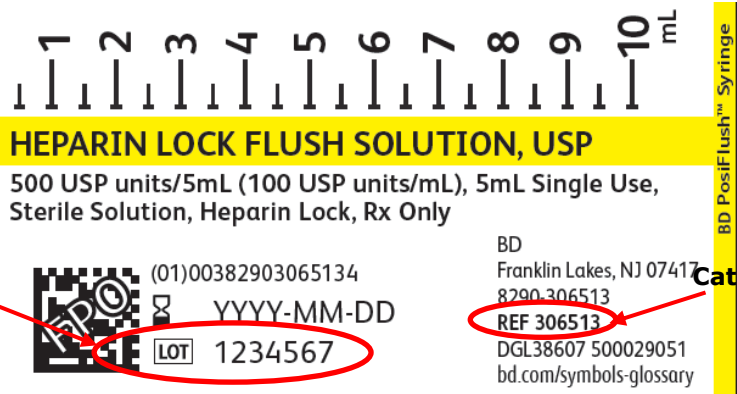 1 2 3 4 5 6 7 8 9 10 mL
HEPARIN LOCK FLUSH SOLUTION, USP
500 USP units/5mL (100 USP units/mL), 5mL Single Use,
Sterile Solution, Heparin Lock, Rx Only
BD PosiFlush™ Syringe
FPO
(01)00382903065134
YYYY-MM-DD
LOT 1234567
BD
Franklin Lakes, NJ 07417
8290-306513
REF 306513
DGL38607 500029051
bd.com/symbols-glossary
Cat